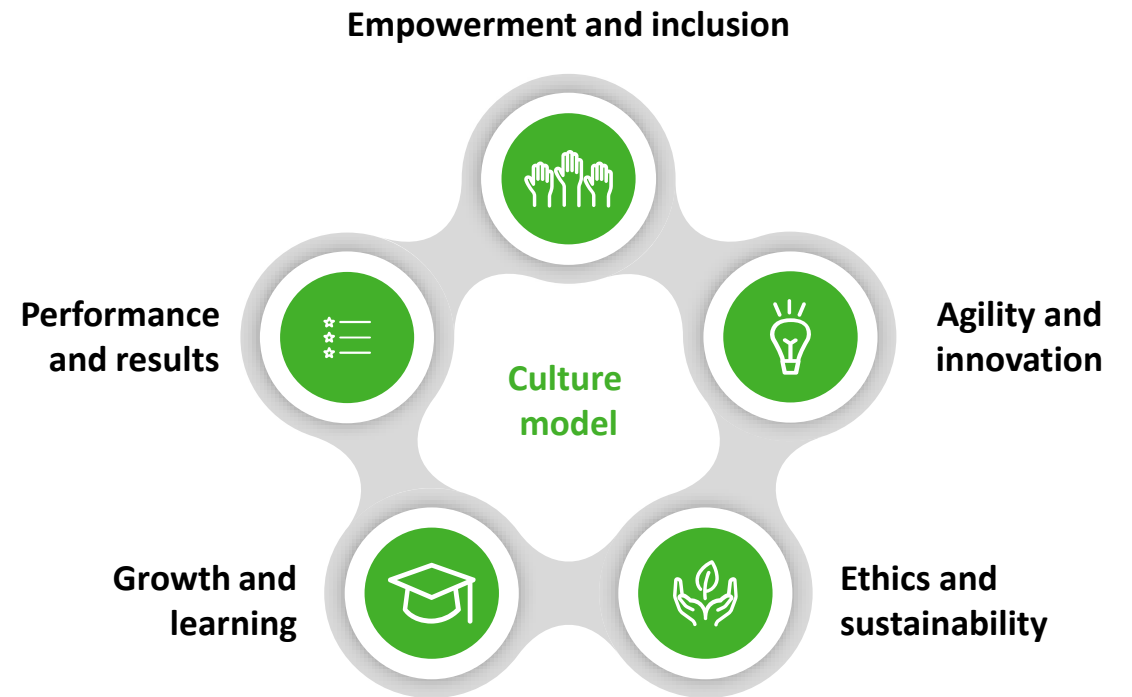 Empowerment and inclusion
Performance
and results
Agility and
innovation
Culture
model
Growth and
learning
Ethics and
sustainability